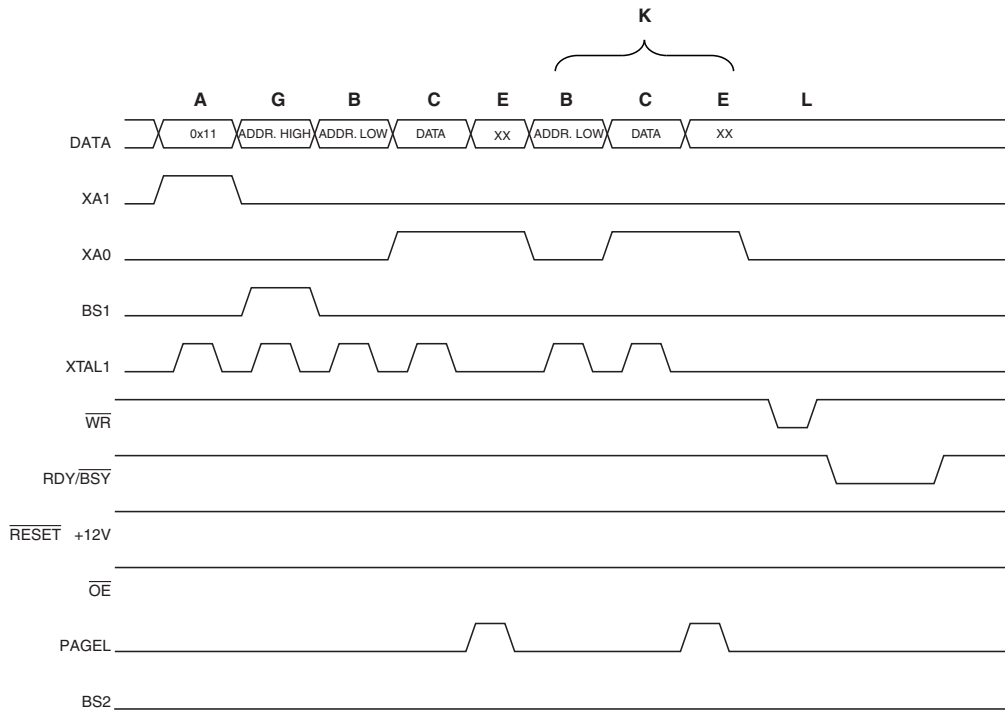 K
A G B C E B C E L
DATA 0x11 ADDR. HIGH ADDR. LOW DATA XX ADDR. LOW DATA XX
XA1
XA0
BS1
XTAL1
WR
RDY/BSY
RESET +12V
OE
PAGEL
BS2